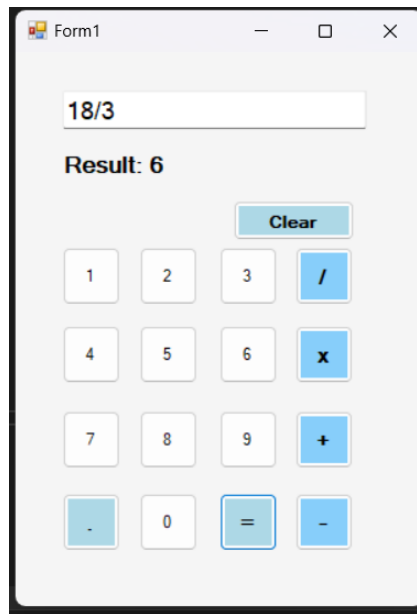 Form1
18/3
Result: 6
Clear
1 2 3 /
4 5 6 x
7 8 9 +
. 0 = -